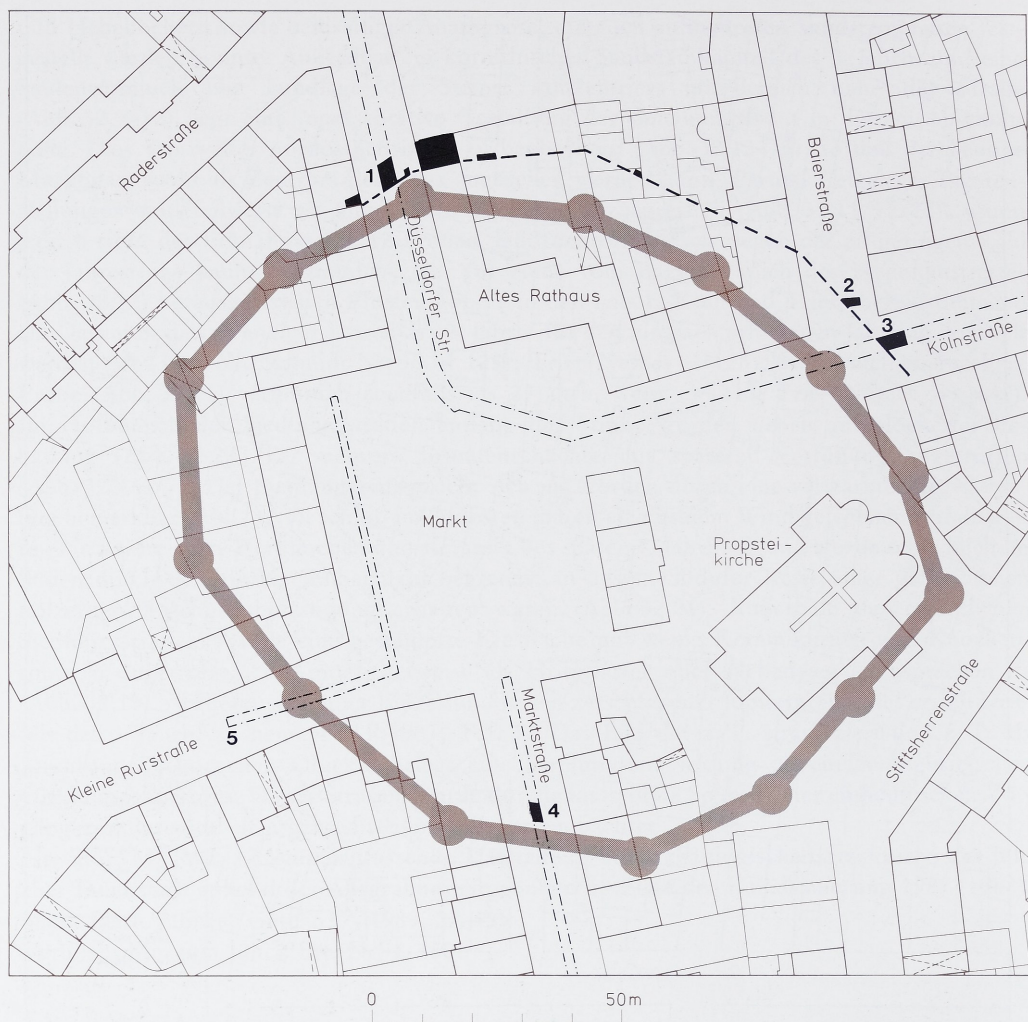 Raderstraße
Baierstraße
1
Düsseldorfer Str.
Altes Rathaus
2
3
Kölnstraße
Markt
Propstei-
kirche
Marktstraße
Stiftsherrenstraße
5
Kleine Rurstraße
4
0
50m